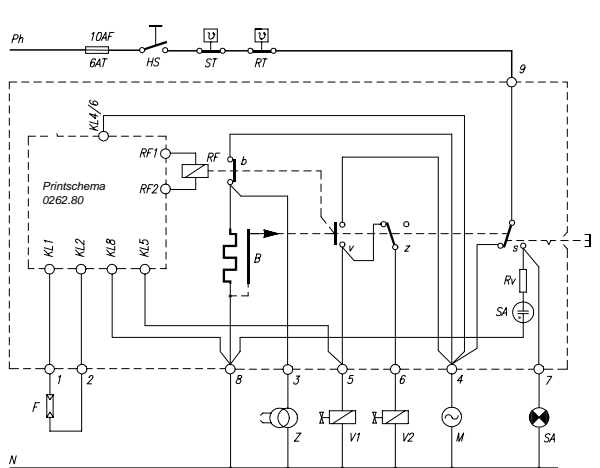 Ph
10AF
6AT
HS
ST
RT
υ
υ
9
KL4/6
RF1
RF
b
RF2
Printschema
0262.80
KL1
KL2
KL8
KL5
B
v
z
s
Rv
SA
1
2
8
3
5
6
4
7
F
Z
V1
V2
M
SA
N